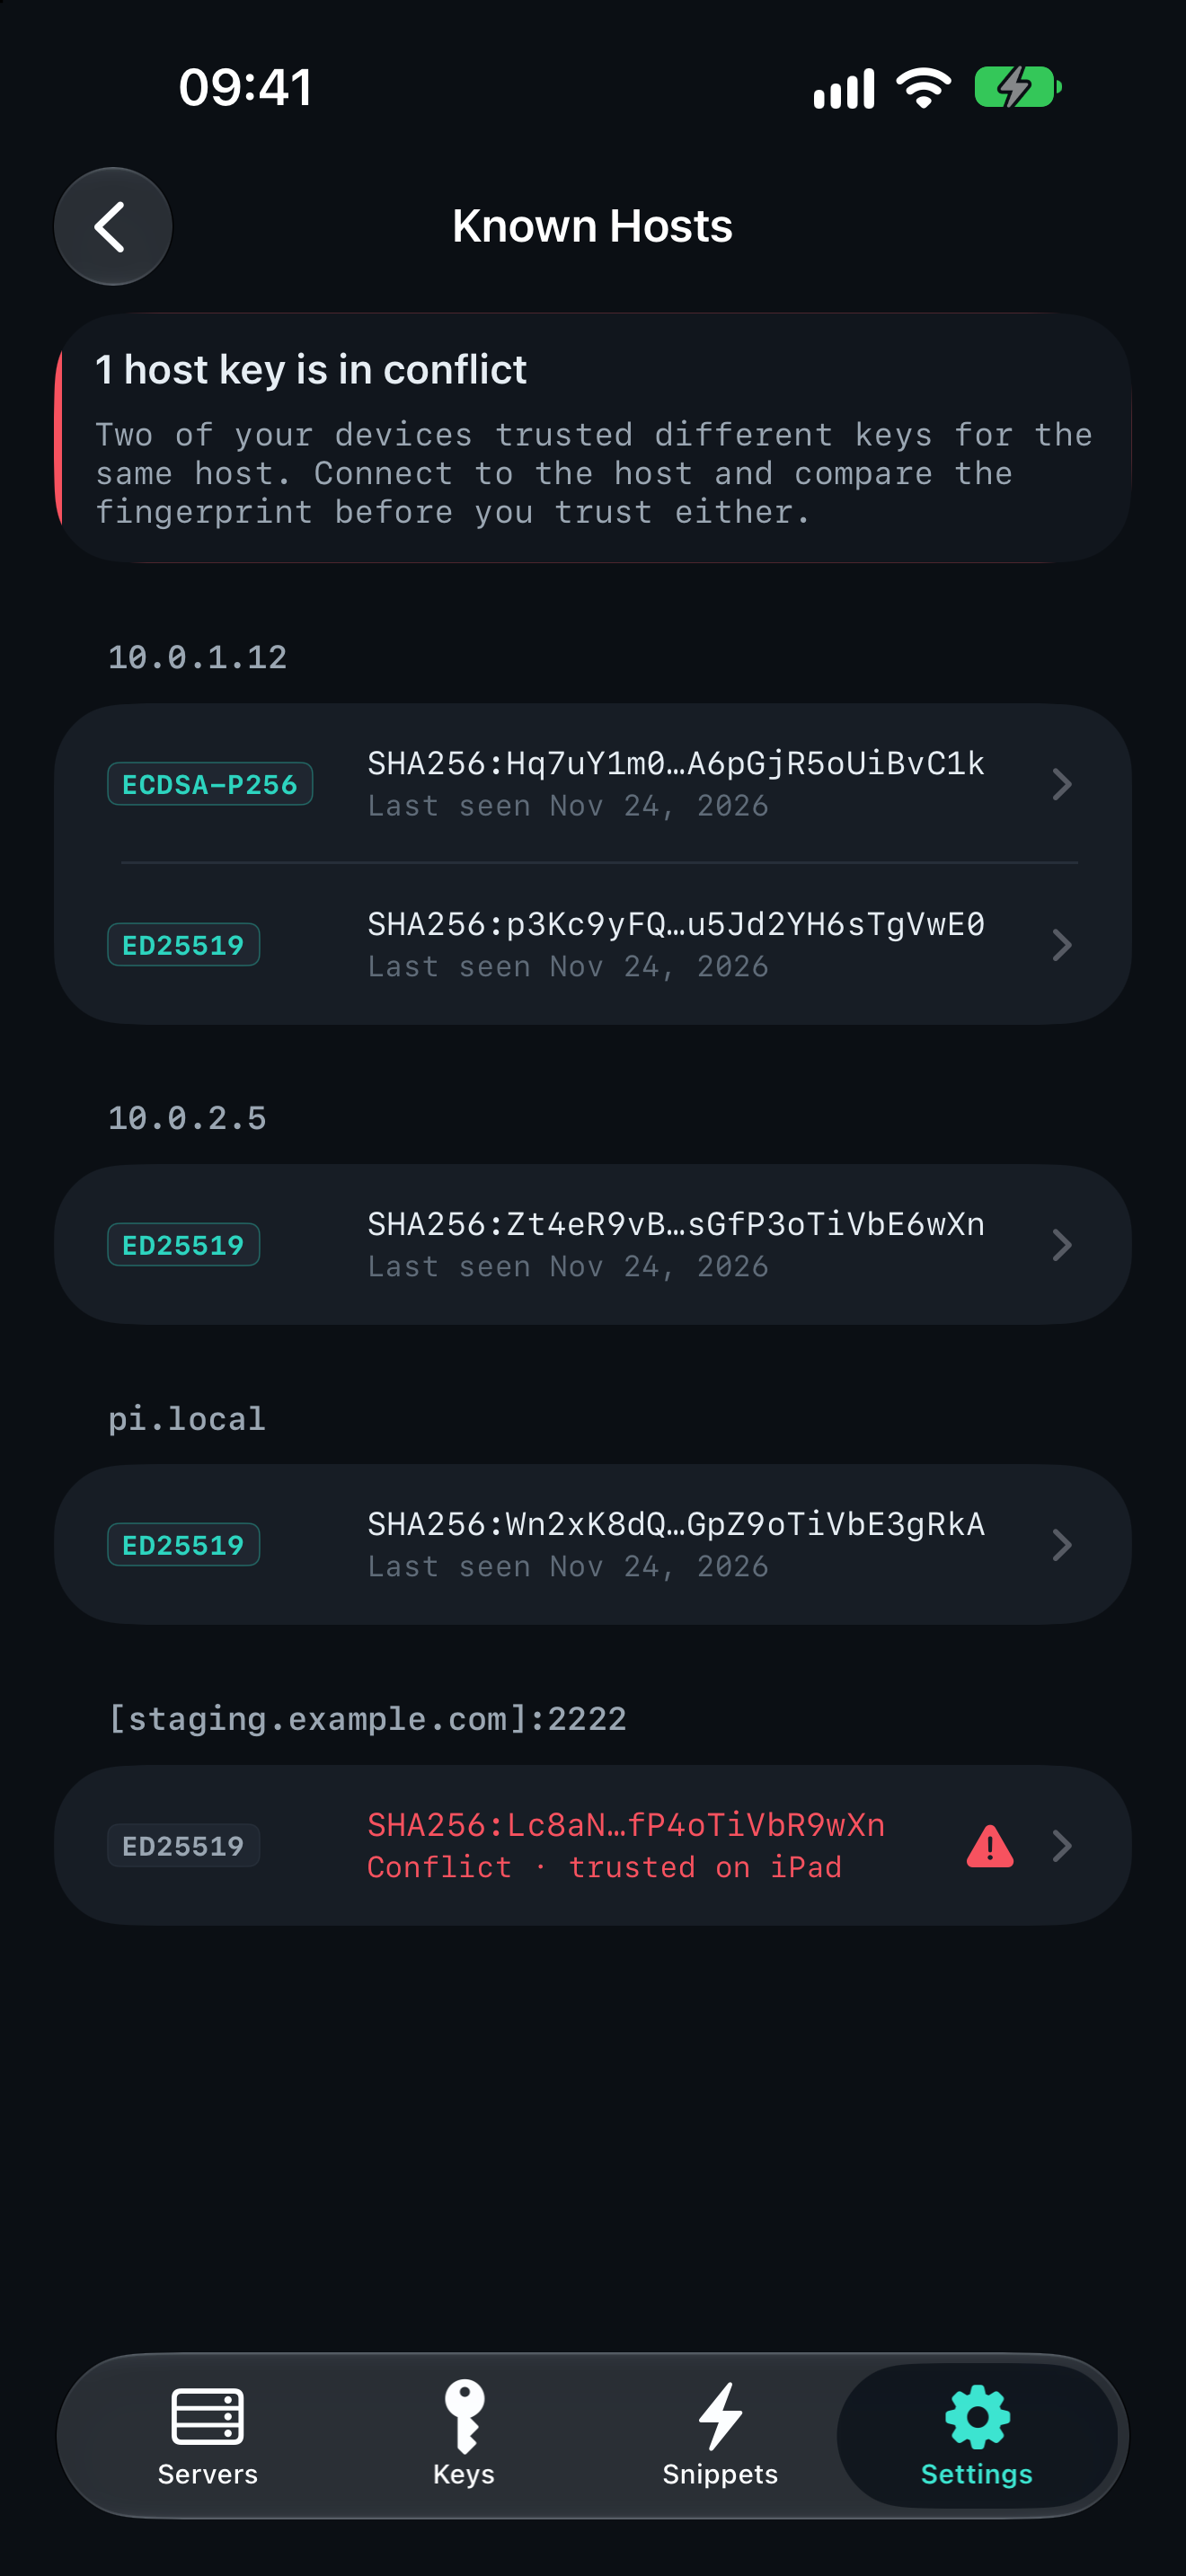 09:41
Known Hosts
1 host key is in conflict
Two of your devices trusted different keys for the
same host. Connect to the host and compare the
fingerprint before you trust either.
10.0.1.12
ECDSA-P256
SHA256:Hq7uY1m0…A6pGjR5oUiBvC1k
Last seen Nov 24, 2026
ED25519
SHA256:p3Kc9yFQ…u5Jd2YH6sTgVwE0
Last seen Nov 24, 2026
10.0.2.5
ED25519
SHA256:Zt4eR9vB…sGfP3oTiVbE6wXn
Last seen Nov 24, 2026
pi.local
ED25519
SHA256:Wn2xK8dQ…GpZ9oTiVbE3gRkA
Last seen Nov 24, 2026
[staging.example.com]:2222
ED25519
SHA256:Lc8aN…fP4oTiVbR9wXn
Conflict · trusted on iPad
Servers
Keys
Snippets
Settings